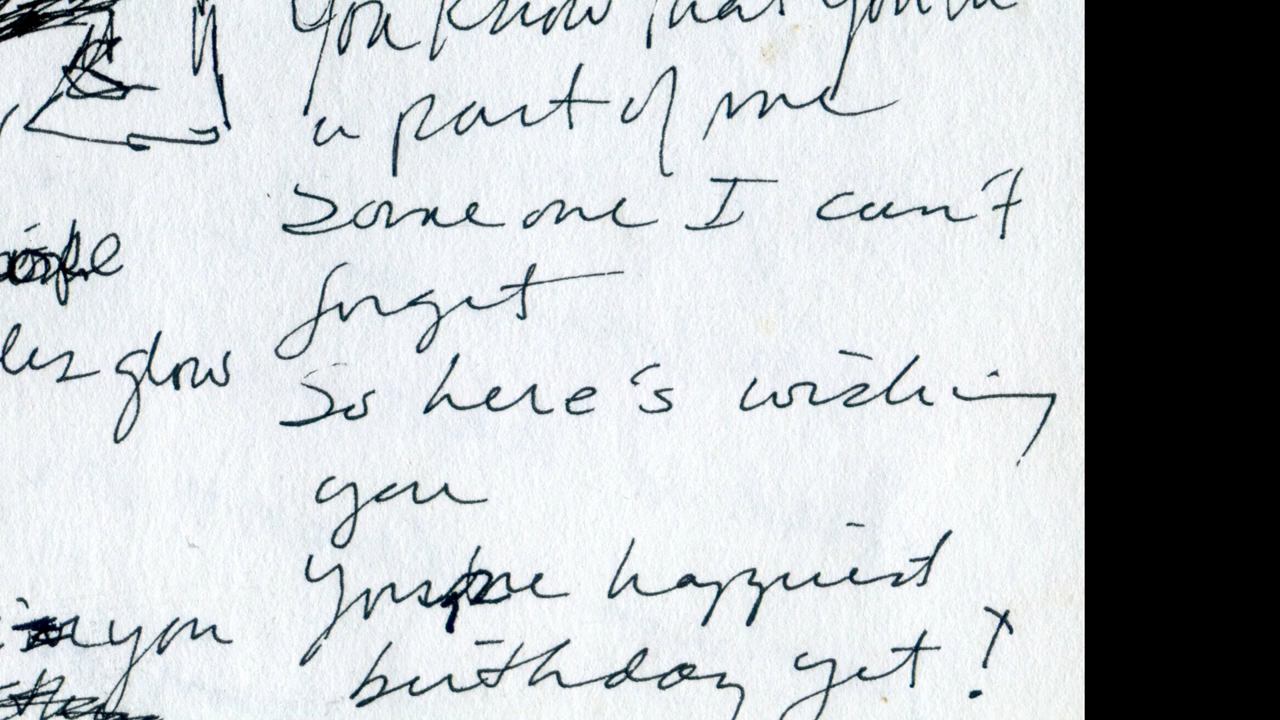 You know that you're
a part of me
Someone I can't
forget
So here's wishing
you
happiest
birthday yet!
glow
you